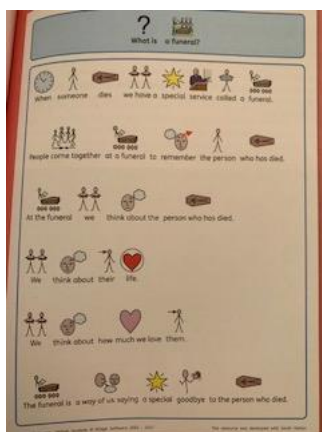 ?
What is a funeral?
When someone dies we have a special service called a funeral.
People come together at a funeral to remember the person who has died.
At the funeral we think about the person who has died.
We think about their life.
We think about how much we love them.
The funeral is a way of us saying a special goodbye to the person who died.